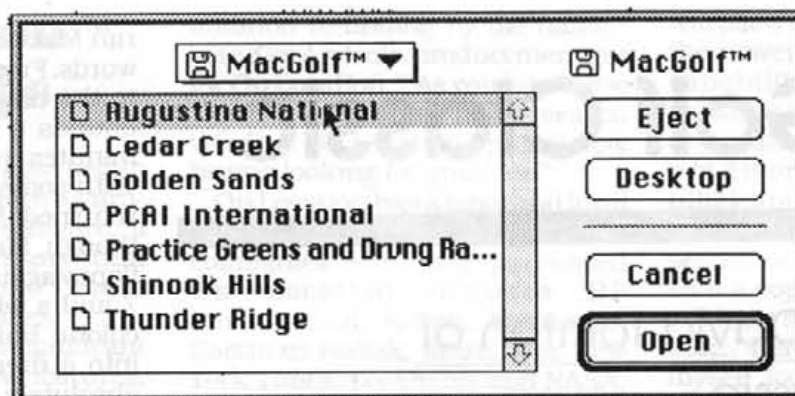 MacGolf™
MacGolf™
Augustina National
Cedar Creek
Golden Sands
PCAI International
Practice Greens and Drvng Ra...
Shinook Hills
Thunder Ridge
Eject
Desktop
Cancel
Open